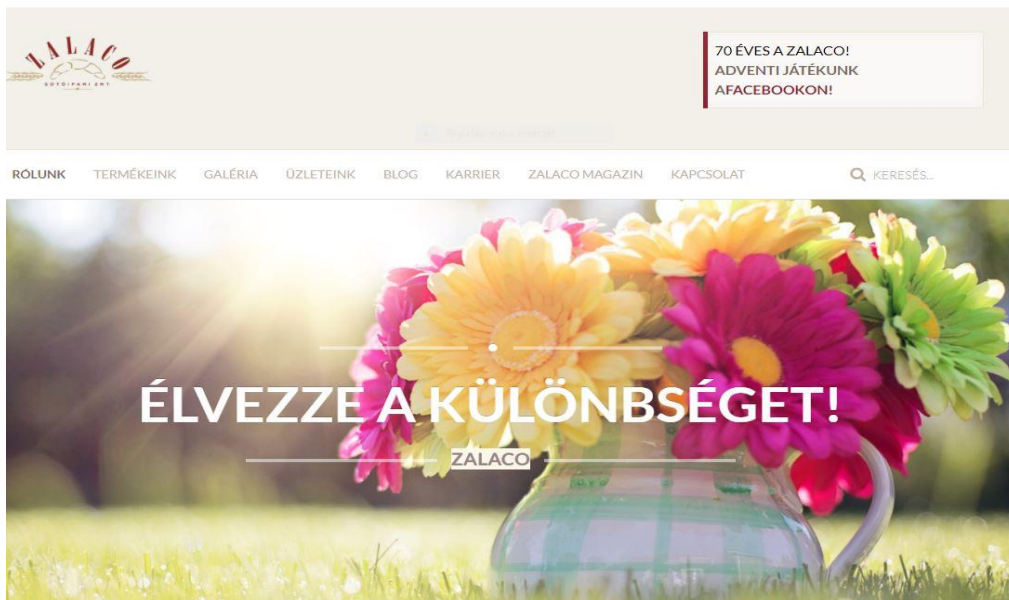 ZALACO
SÜTŐIPARI ZRT.
70 ÉVES A ZALACO!
ADVENTI JÁTÉKUNK
AFACEBOOKON!
RÓLUNK TERMÉKEINK GALÉRIA ÜZLETEINK BLOG KARRIER ZALACO MAGAZIN KAPCSOLAT KERESÉS...
ÉLVEZZE A KÜLÖNBSÉGET!
ZALACO